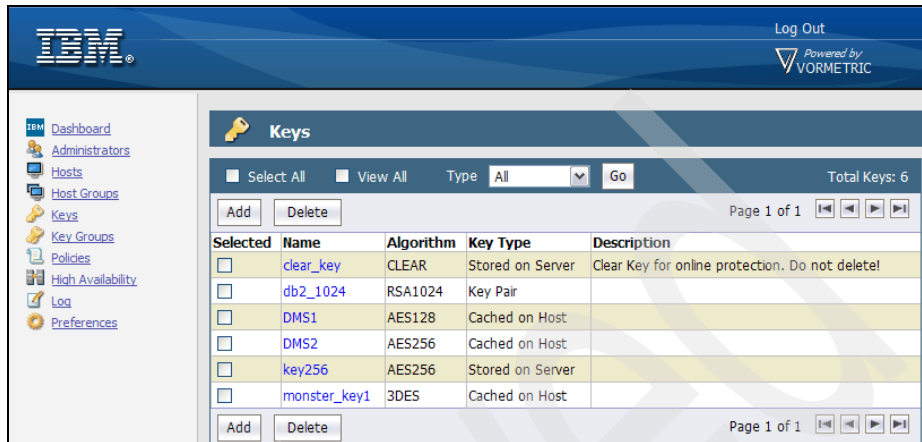 Log Out
IBM®
Powered by
VORMETRIC
IBM Dashboard
Administrators
Hosts
Host Groups
Keys
Key Groups
Policies
High Availability
Log
Preferences
Keys
Select All View All Type All Go Total Keys: 6
Add Delete Page 1 of 1
Selected Name Algorithm Key Type Description
clear_key CLEAR Stored on Server Clear Key for online protection. Do not delete!
db2_1024 RSA1024 Key Pair
DMS1 AES128 Cached on Host
DMS2 AES256 Cached on Host
key256 AES256 Stored on Server
monster_key1 3DES Cached on Host
Add Delete Page 1 of 1